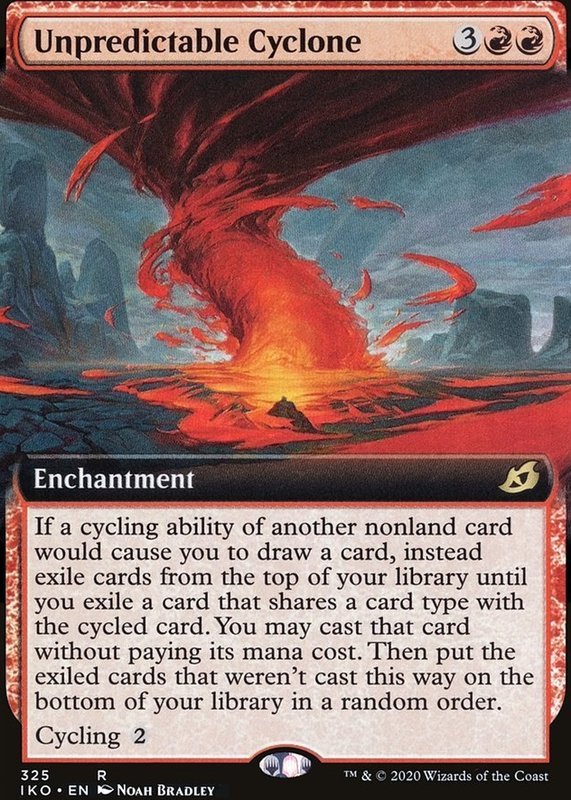 Unpredictable Cyclone 3
Enchantment
If a cycling ability of another nonland card
would cause you to draw a card, instead
exile cards from the top of your library until
you exile a card that shares a card type with
the cycled card. You may cast that card
without paying its mana cost. Then put the
exiled cards that weren't cast this way on the
bottom of your library in a random order.
Cycling 2
325 R
IKO • EN NOAH BRADLEY
™ & © 2020 Wizards of the Coast